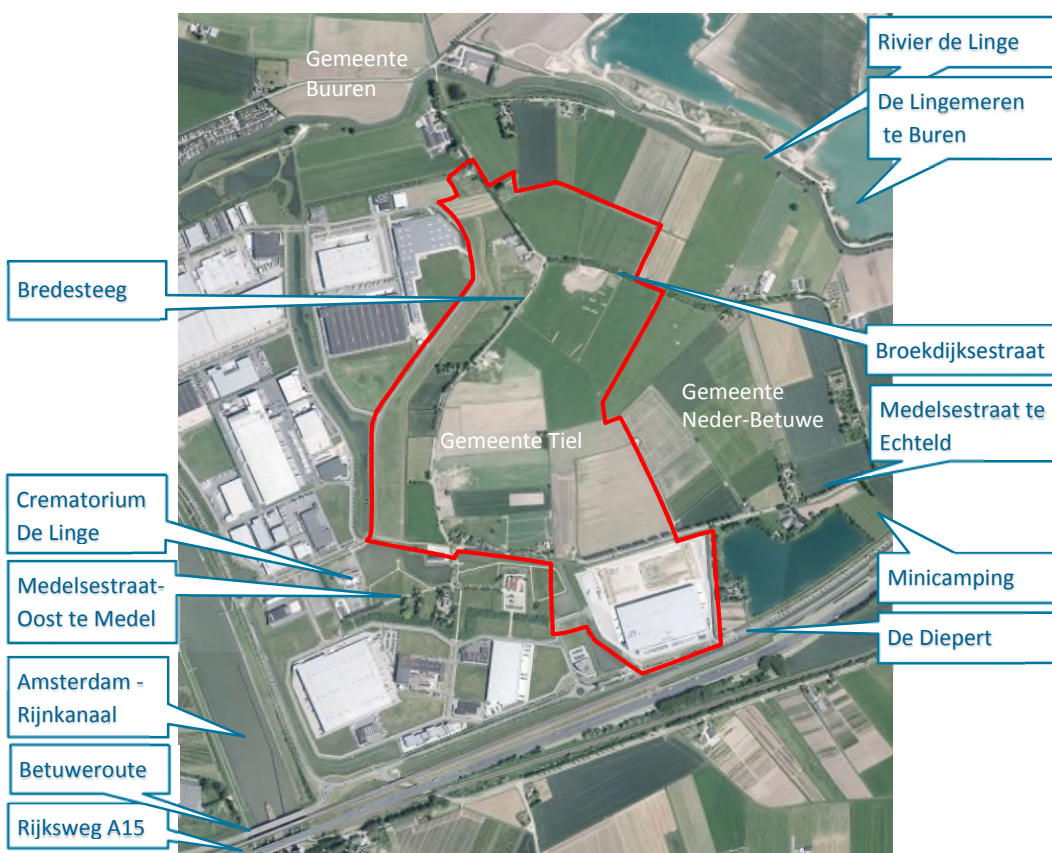 Gemeente
Buuren
Rivier de Linge
De Lingemeren
te Buren
Bredesteeg
Broekdijksestraat
Gemeente
Neder-Betuwe
Medelsestraat te
Echteld
Gemeente Tiel
Crematorium
De Linge
Minicamping
Medelsestraat-
Oost te Medel
De Diepert
Amsterdam -
Rijnkanaal
Betuweroute
Rijksweg A15